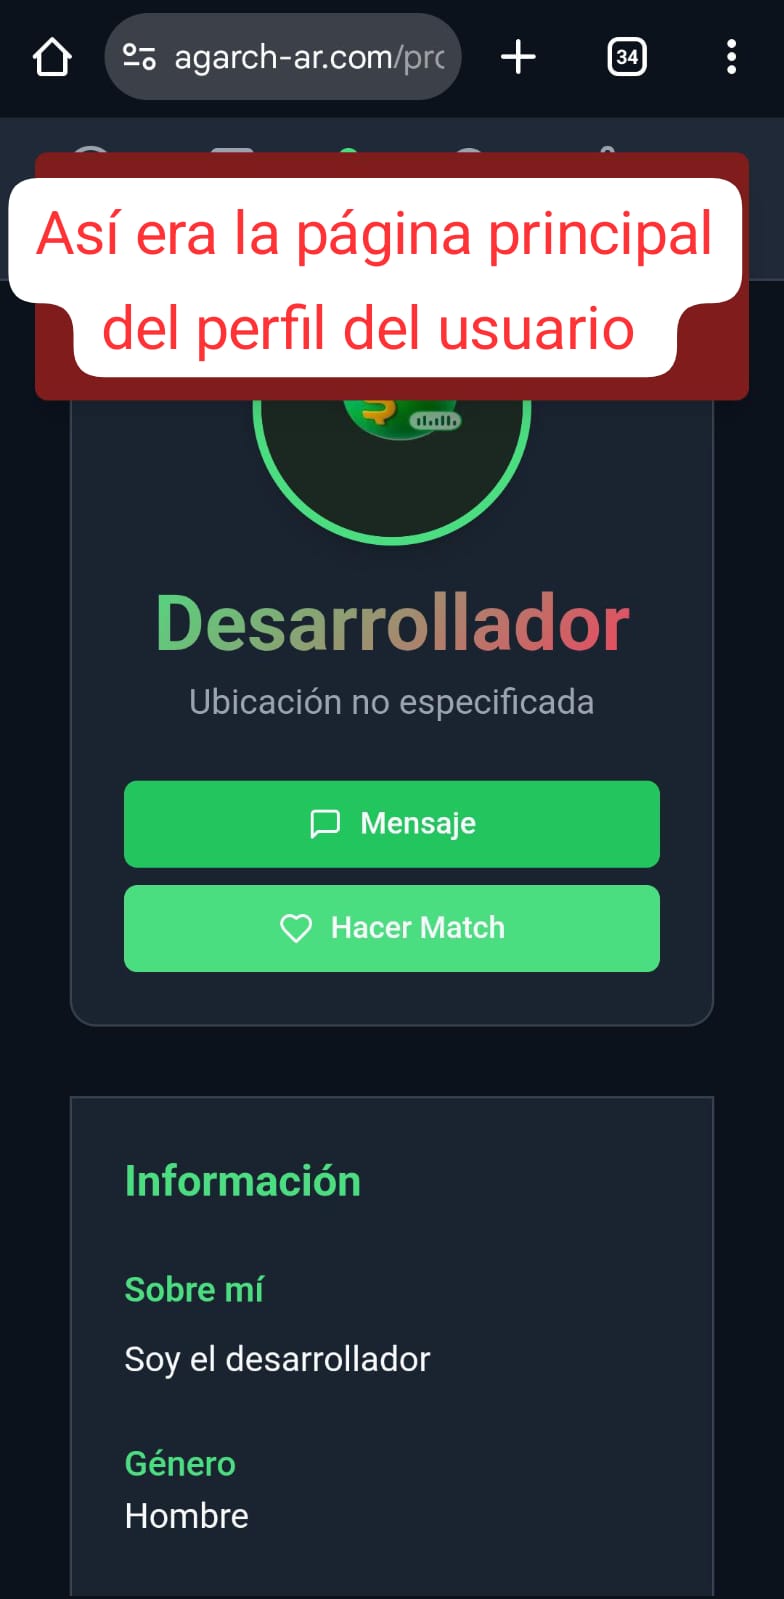 agarch-ar.com/pro
34
Así era la página principal
del perfil del usuario
Desarrollador
Ubicación no especificada
Mensaje
Hacer Match
Información
Sobre mí
Soy el desarrollador
Género
Hombre